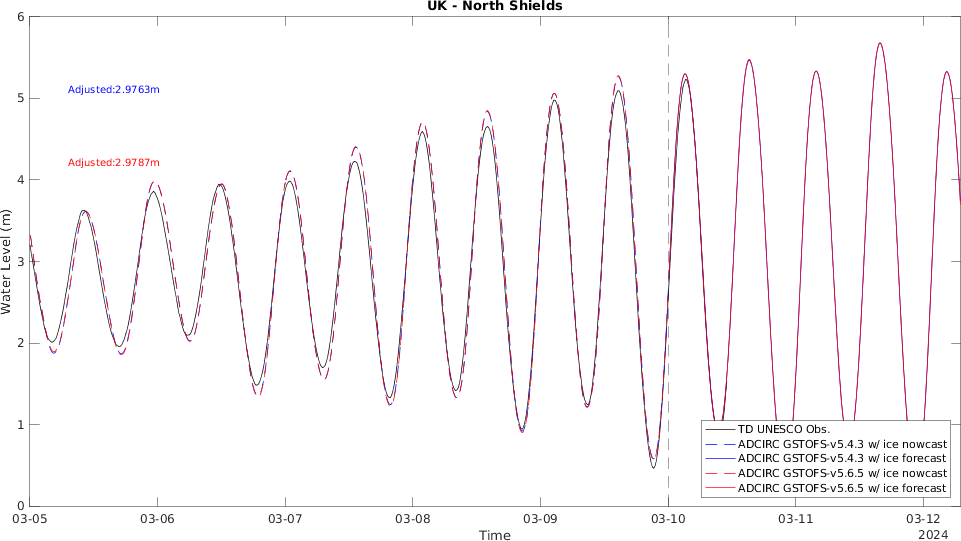 UK - North Shields
6
5
4
3
2
1
0
Water Level (m)
Adjusted:2.9763m
Adjusted:2.9787m
TD UNESCO Obs.
ADCIRC GSTOFS-v5.4.3 w/ ice nowcast
ADCIRC GSTOFS-v5.4.3 w/ ice forecast
ADCIRC GSTOFS-v5.6.5 w/ ice nowcast
ADCIRC GSTOFS-v5.6.5 w/ ice forecast
03-05 03-06 03-07 03-08 03-09 03-10 03-11 03-12
Time
2024